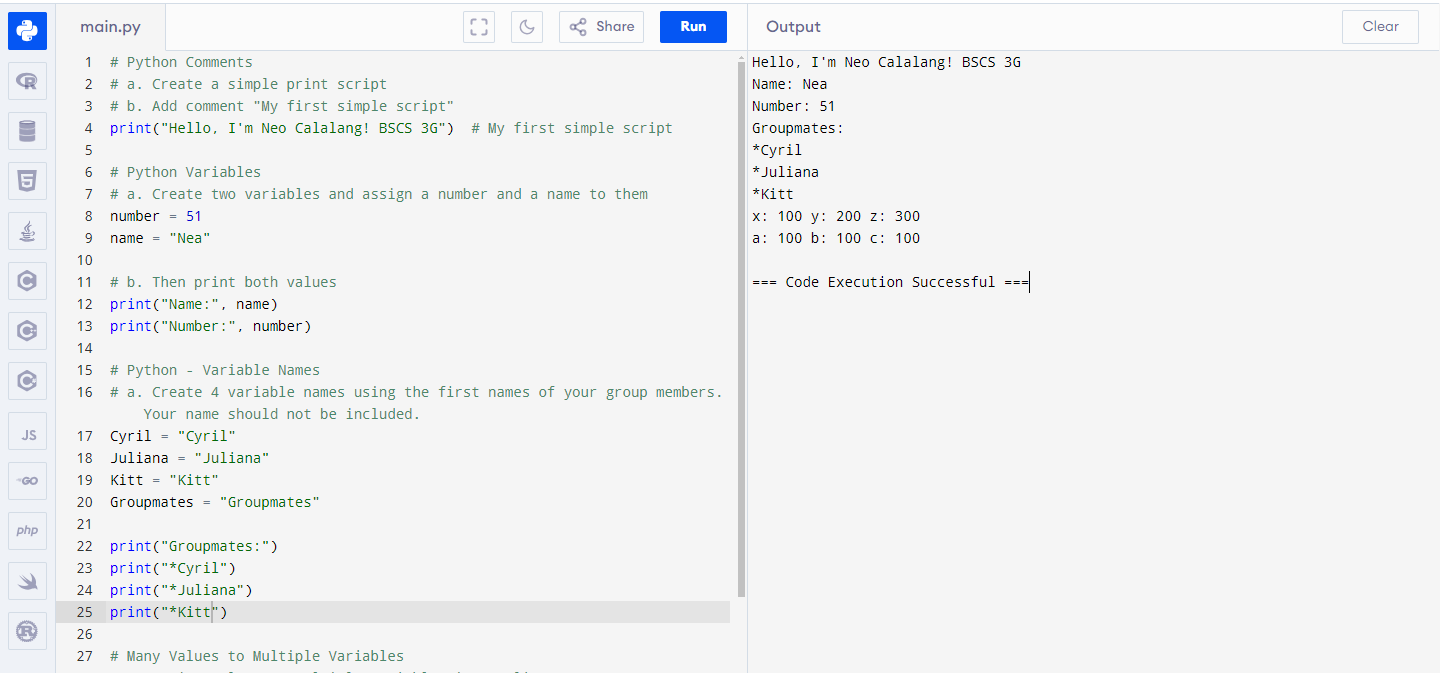 main.py
Share
Run
Output
Clear
1 # Python Comments
2 # a. Create a simple print script
3 # b. Add comment "My first simple script"
4 print("Hello, I'm Neo Calalang! BSCS 3G")  # My first simple script
5
6 # Python Variables
7 # a. Create two variables and assign a number and a name to them
8 number = 51
9 name = "Nea"
10
11 # b. Then print both values
12 print("Name:", name)
13 print("Number:", number)
14
15 # Python - Variable Names
16 # a. Create 4 variable names using the first names of your group members.
Your name should not be included.
17 Cyril = "Cyril"
18 Juliana = "Juliana"
19 Kitt = "Kitt"
20 Groupmates = "Groupmates"
21
22 print("Groupmates:")
23 print("*Cyril")
24 print("*Juliana")
25 print("*Kitt")
26
27 # Many Values to Multiple Variables
Hello, I'm Neo Calalang! BSCS 3G
Name: Nea
Number: 51
Groupmates:
*Cyril
*Juliana
*Kitt
x: 100 y: 200 z: 300
a: 100 b: 100 c: 100
=== Code Execution Successful ===
R
5
C
C
C
JS
GO
php
R